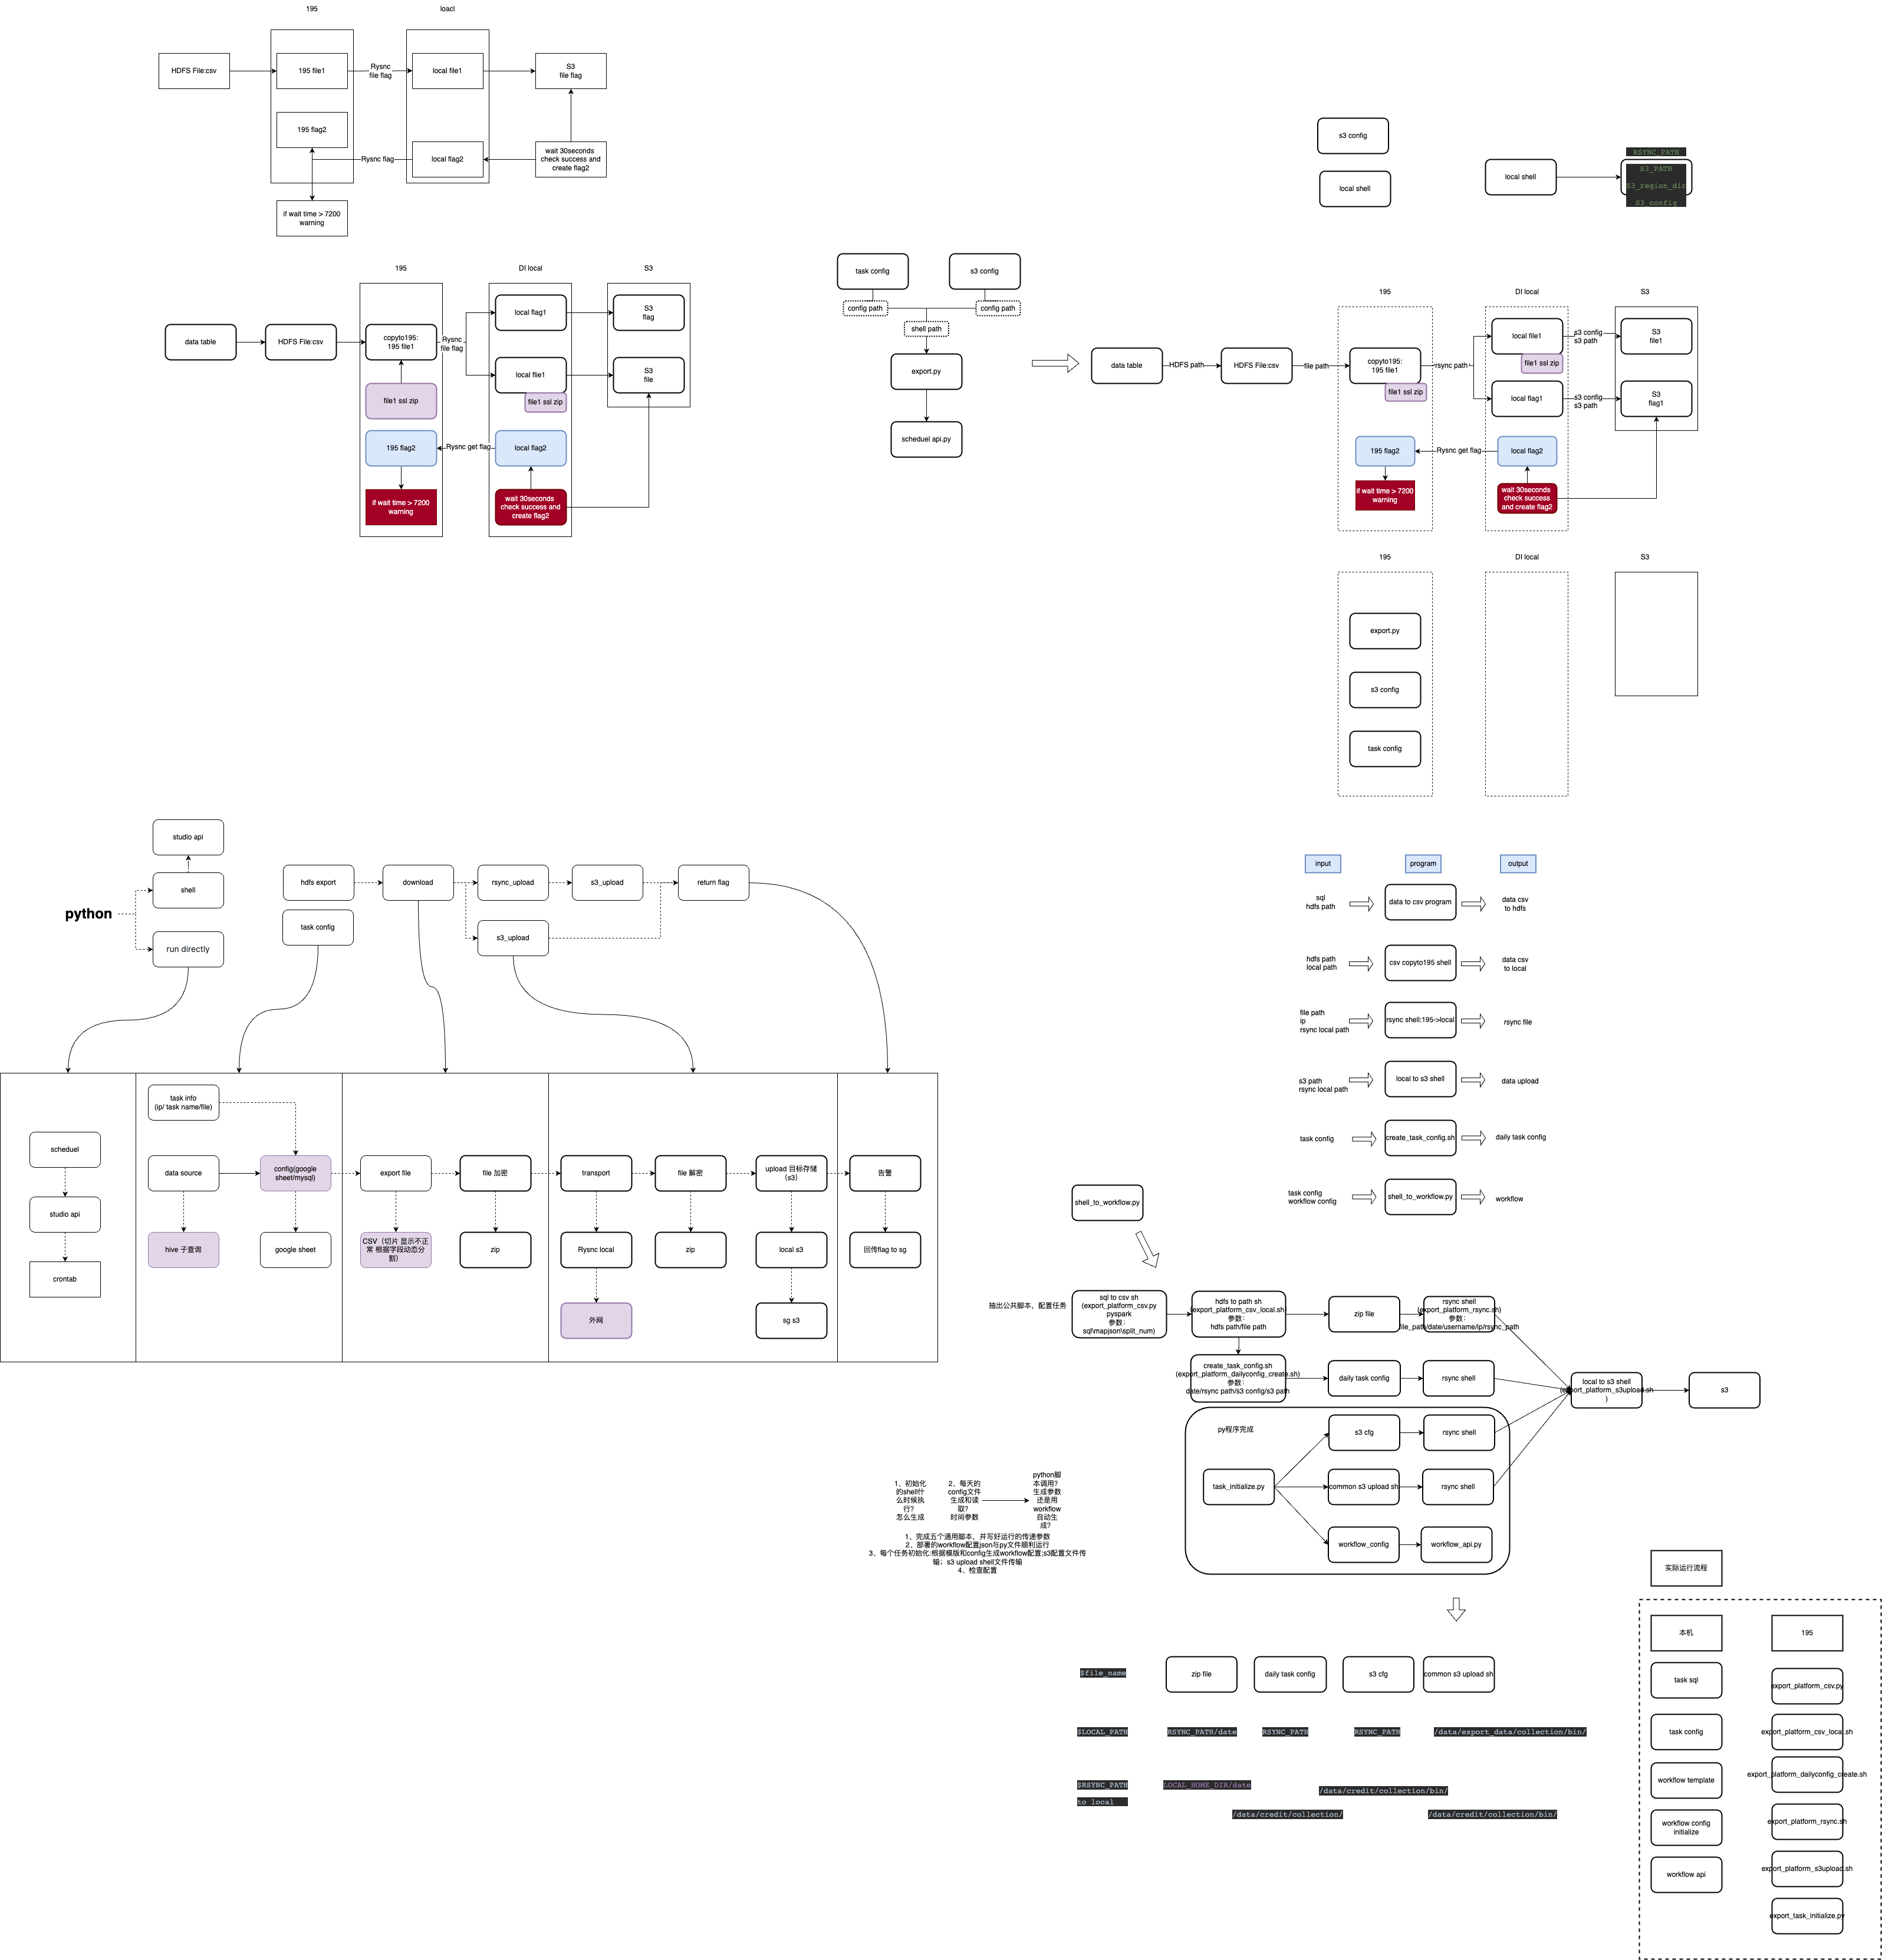 195
loacl
HDFS File:csv
195 file1
Rysnc
file flag
local file1
S3
file flag
195 flag2
Rysnc flag
local flag2
wait 30seconds
check success and
create flag2
if wait time > 7200
warning
195
DI local
S3
data table
HDFS File:csv
copyto195:
195 file1
Rysnc
file flag
local flag1
S3
flag
local flie1
S3
file
file1 ssl zip
file1 ssl zip
195 flag2
Rysnc get flag
local flag2
if wait time > 7200
warning
wait 30seconds
check success and
create flag2
task config
s3 config
config path
config path
shell path
export.py
scheduel api.py
s3 config
local shell
local shell
RSYNC_PATH
S3_PATH
S3_region_dir
S3_config
195
DI local
S3
data table
HDFS path
HDFS File:csv
file path
copyto195:
195 file1
file1 ssl zip
rsync path
local file1
file1 ssl zip
s3 config
s3 path
S3
file1
local flag1
s3 config
s3 path
S3
flag1
195 flag2
Rysnc get flag
local flag2
if wait time > 7200
warning
wait 30seconds
check success
and create flag2
195
DI local
S3
export.py
s3 config
task config
studio api
shell
python
run directly
hdfs export
download
rsync_upload
s3_upload
return flag
task config
s3_upload
task info
(ip/ task name/file)
scheduel
data source
config(google
sheet/mysql)
export file
file 加密
transport
file 解密
upload 目标存储
（s3）
告警
studio api
hive 子查询
google sheet
CSV（切片 显示不正
常 根据字段动态分
割）
zip
Rysnc local
zip
local s3
回传flag to sg
crontab
外网
sg s3
input
program
output
sql
hdfs path
data to csv program
data csv
to hdfs
hdfs path
local path
csv copyto195 shell
data csv
to local
file path
ip
rsync local path
rsync shell:195->local
rsync file
s3 path
rsync local path
local to s3 shell
data upload
task config
create_task_config.sh
daily task config
task config
workflow config
shell_to_workflow.py
workflow
shell_to_workflow.py
抽出公共脚本，配置任务
sql to csv sh
(export_platform_csv.py
pyspark
参数：
sql\mapjson\split_num)
hdfs to path sh
(export_platform_csv_local.sh)
参数：
hdfs path/file path
zip file
rsync shell
(export_platform_rsync.sh)
参数：
file_path/date/username/ip/rsync_path
create_task_config.sh
(export_platform_dailyconfig_create.sh)
参数：
date/rsync path/s3 config/s3 path
daily task config
rsync shell
local to s3 shell
(export_platform_s3upload.sh
)
s3
py程序完成
s3 cfg
rsync shell
task_initialize.py
common s3 upload sh
rsync shell
workflow_config
workflow_api.py
1、初始化
的shell什
么时候执
行？
怎么生成
2、每天的
config文件
生成和读
取？
时间参数
python脚
本调用？
生成参数
还是用
workflow
自动生
成？
1、完成五个通用脚本，并写好运行的传递参数
2、部署的workflow配置json与py文件顺利运行
3、每个任务初始化:根据模版和config生成workflow配置;s3配置文件传
输；s3 upload shell文件传输
4、检查配置
$file_name
zip file
daily task config
s3 cfg
common s3 upload sh
$LOCAL_PATH
RSYNC_PATH/date
RSYNC_PATH
RSYNC_PATH
/data/export_data/collection/bin/
$RSYNC_PATH
to local
LOCAL_HOME_DIR/date
/data/credit/collection/
/data/credit/collection/bin/
/data/credit/collection/bin/
实际运行流程
本机
195
task sql
export_platform_csv.py
task config
export_platform_csv_local.sh
workflow template
export_platform_dailyconfig_create.sh
workflow config
initialize
export_platform_rsync.sh
workflow api
export_platform_s3upload.sh
export_task_initialize.py